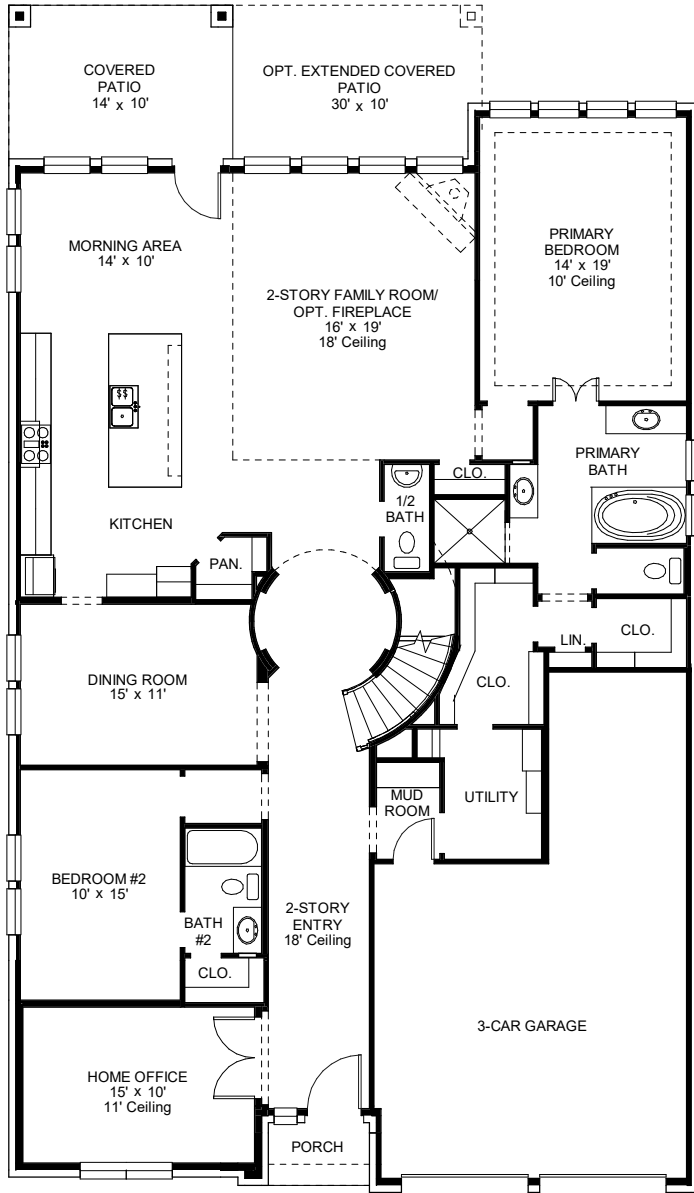 COVERED
PATIO
14' x 10'
OPT. EXTENDED COVERED
PATIO
30' x 10'
MORNING AREA
14' x 10'
PRIMARY
BEDROOM
14' x 19'
10' Ceiling
2-STORY FAMILY ROOM/
OPT. FIREPLACE
16' x 19'
18' Ceiling
PRIMARY
BATH
CLO.
1/2
BATH
KITCHEN
PAN.
CLO.
LIN.
CLO.
DINING ROOM
15' x 11'
MUD
ROOM
UTILITY
BEDROOM #2
10' x 15'
2-STORY
ENTRY
18' Ceiling
BATH
#2
CLO.
3-CAR GARAGE
HOME OFFICE
15' x 10'
11' Ceiling
PORCH